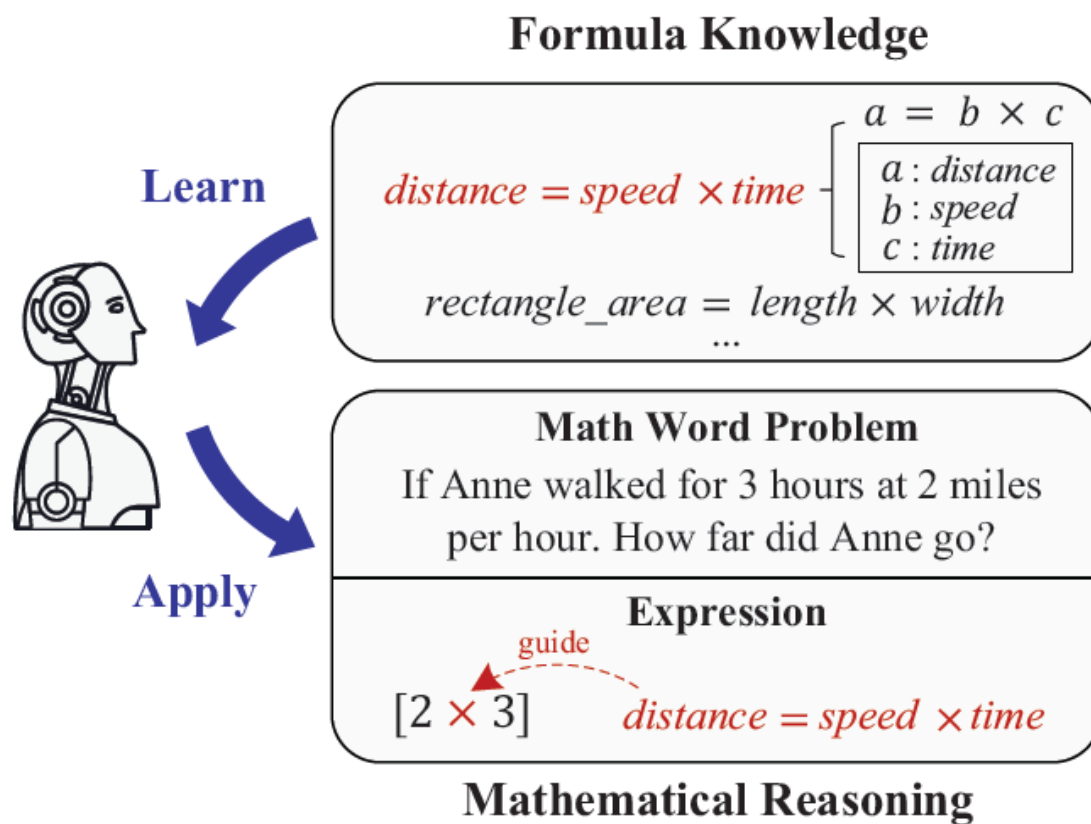 Formula Knowledge
Learn
distance = speed × time
a = b × c
a : distance
b : speed
c : time
rectangle_area = length × width
...
Math Word Problem
If Anne walked for 3 hours at 2 miles
per hour. How far did Anne go?
Apply
Expression
guide
[2 × 3]
distance = speed × time
Mathematical Reasoning